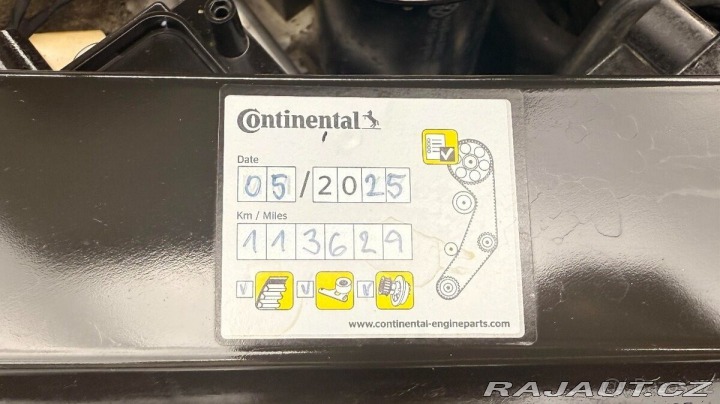 Continental
Date
05/2025
Km / Miles
113629
www.continental-engineparts.com
RAJAUT.CZ